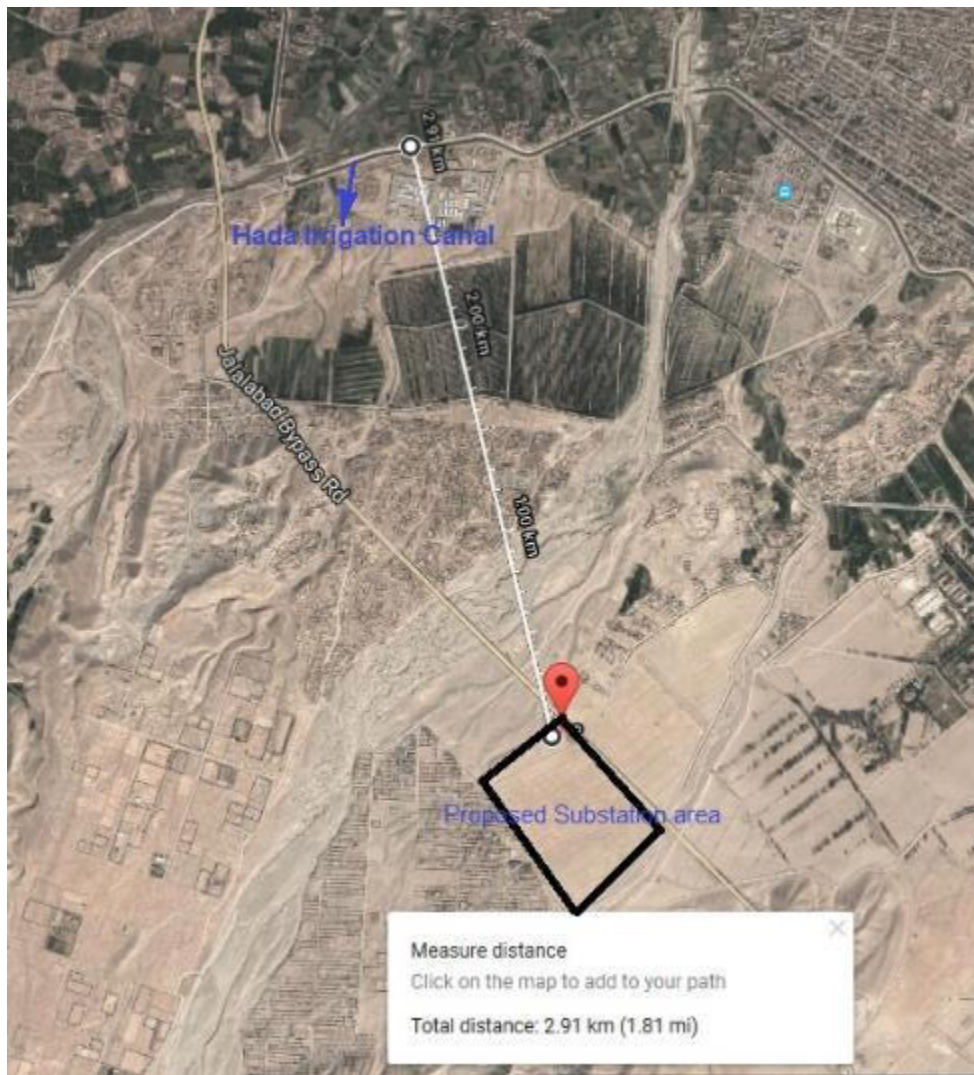 2.91 km
Hada Irrigation Canal
2.00 km
Jalalabad Bypass Rd
1.00 km
Proposed Substation area
Measure distance
Click on the map to add to your path
Total distance: 2.91 km (1.81 mi)